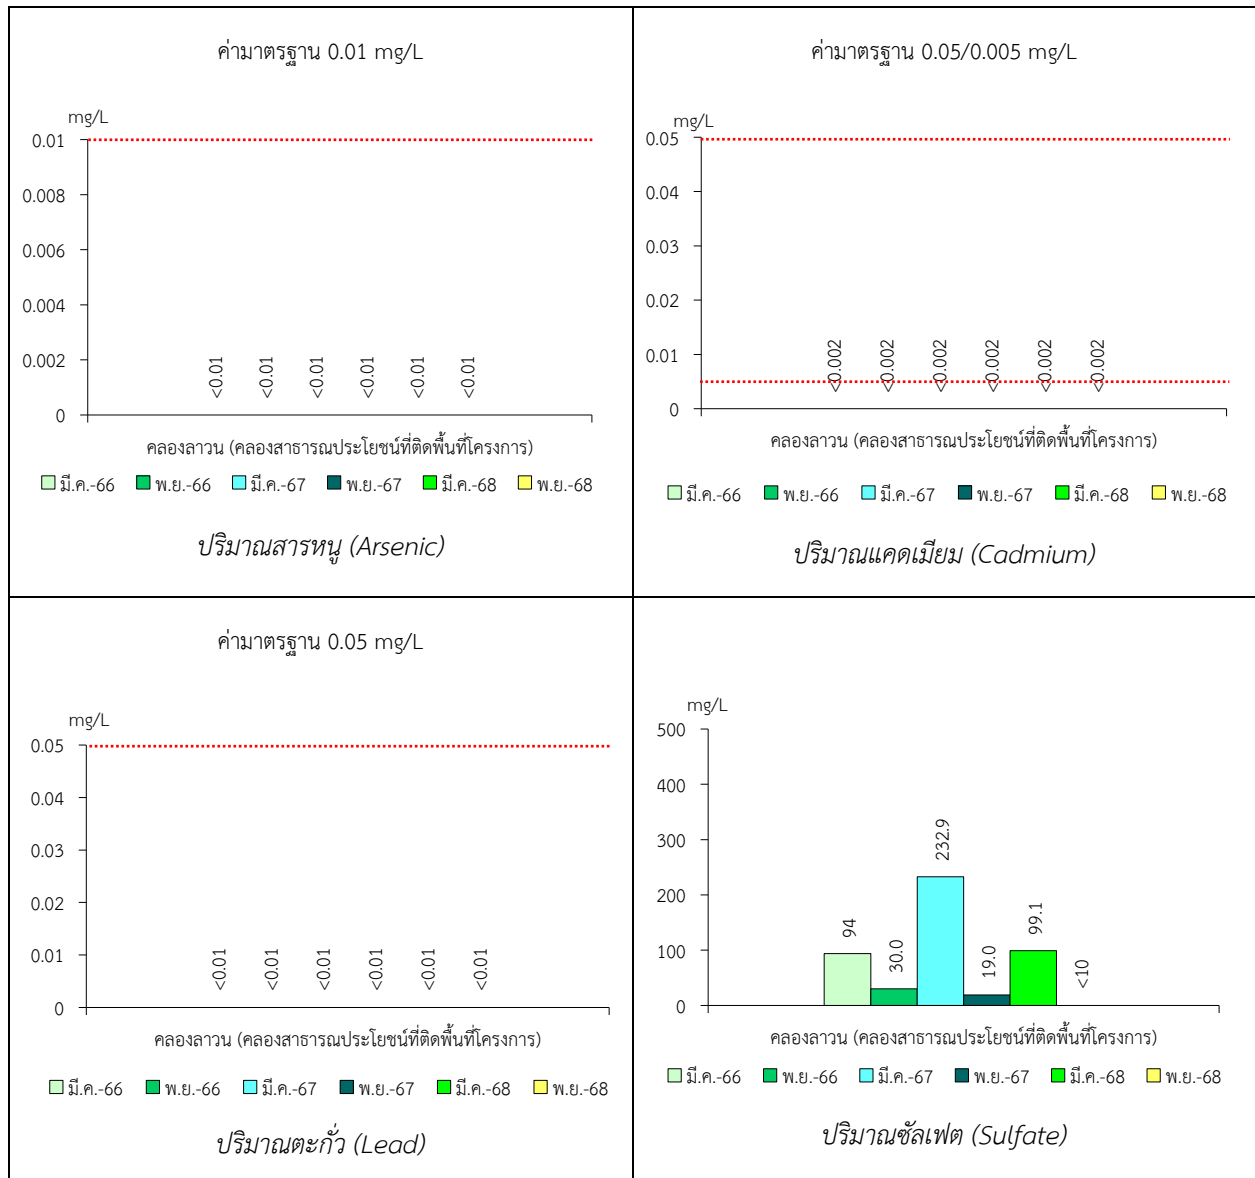 ค่ามาตรฐาน 0.01 mg/L
mg/L
0.01
0.008
0.006
0.004
0.002
0
<0.01 <0.01 <0.01 <0.01 <0.01 <0.01
คลองลาวน (คลองสาธารณประโยชน์ที่ติดพื้นที่โครงการ)
มี.ค.-66 พ.ย.-66 มี.ค.-67 พ.ย.-67 มี.ค.-68 พ.ย.-68
ปริมาณสารหนู (Arsenic)
ค่ามาตรฐาน 0.05/0.005 mg/L
mg/L
0.05
0.04
0.03
0.02
0.01
0
<0.002 <0.002 <0.002 <0.002 <0.002 <0.002
คลองลาวน (คลองสาธารณประโยชน์ที่ติดพื้นที่โครงการ)
มี.ค.-66 พ.ย.-66 มี.ค.-67 พ.ย.-67 มี.ค.-68 พ.ย.-68
ปริมาณแคดเมียม (Cadmium)
ค่ามาตรฐาน 0.05 mg/L
mg/L
0.05
0.04
0.03
0.02
0.01
0
<0.01 <0.01 <0.01 <0.01 <0.01 <0.01
คลองลาวน (คลองสาธารณประโยชน์ที่ติดพื้นที่โครงการ)
มี.ค.-66 พ.ย.-66 มี.ค.-67 พ.ย.-67 มี.ค.-68 พ.ย.-68
ปริมาณตะกั่ว (Lead)
mg/L
500
400
300
200
100
0
94 30.0 232.9 19.0 99.1 <10
คลองลาวน (คลองสาธารณประโยชน์ที่ติดพื้นที่โครงการ)
มี.ค.-66 พ.ย.-66 มี.ค.-67 พ.ย.-67 มี.ค.-68 พ.ย.-68
ปริมาณซัลเฟต (Sulfate)